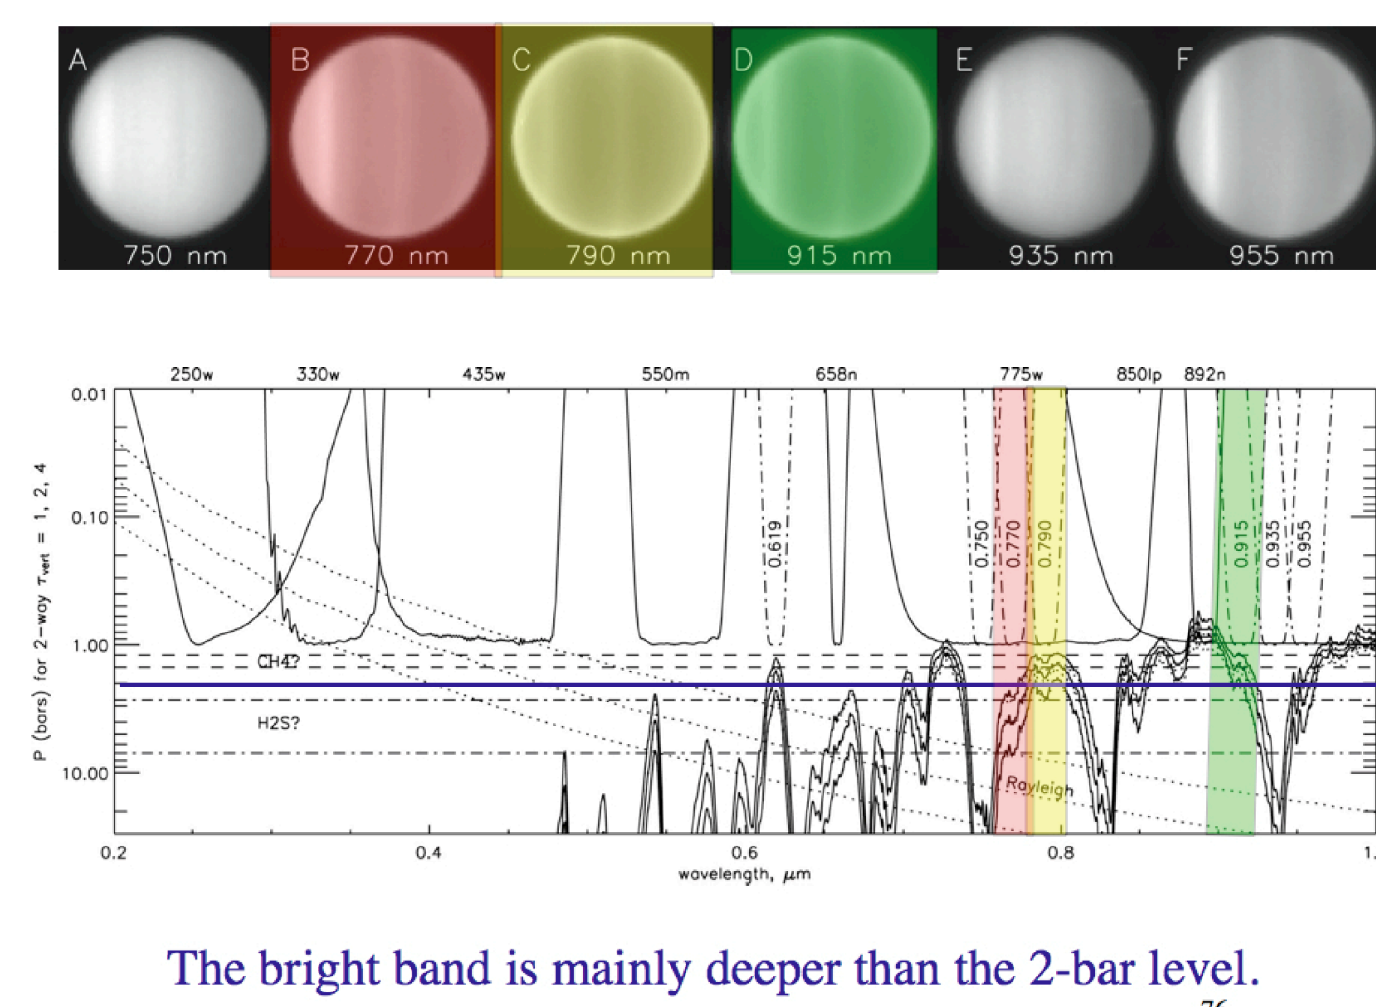 A B C D E F
750 nm 770 nm 790 nm 915 nm 935 nm 955 nm
250w 330w 435w 550m 658n 775w 850lp 892n
P (bars) for 2-way τvert = 1, 2, 4
0.01
0.10
1.00
10.00
0.619 0.750 0.770 0.790 0.915 0.935 0.955
CH4?
H2S?
Rayleigh
0.2 0.4 0.6 0.8 1.
wavelength, μm
The bright band is mainly deeper than the 2-bar level.